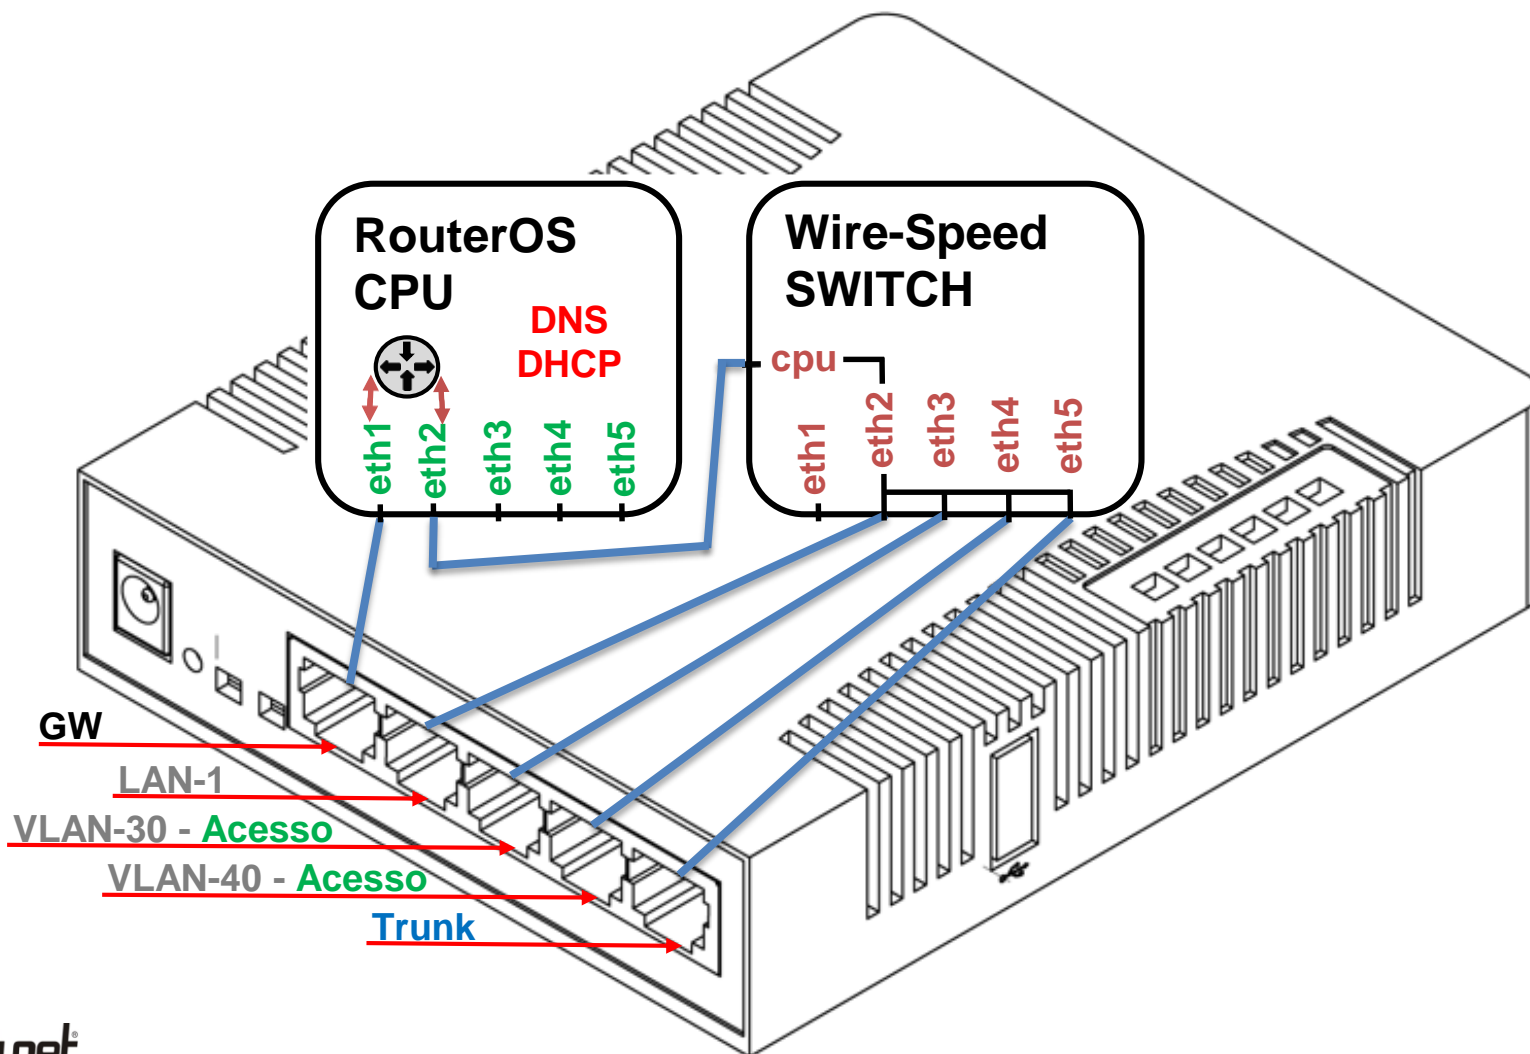 RouterOS
CPU
DNS
DHCP
eth1
eth2
eth3
eth4
eth5
Wire-Speed
SWITCH
cpu
eth1
eth2
eth3
eth4
eth5
GW
LAN-1
VLAN-30 - Acesso
VLAN-40 - Acesso
Trunk